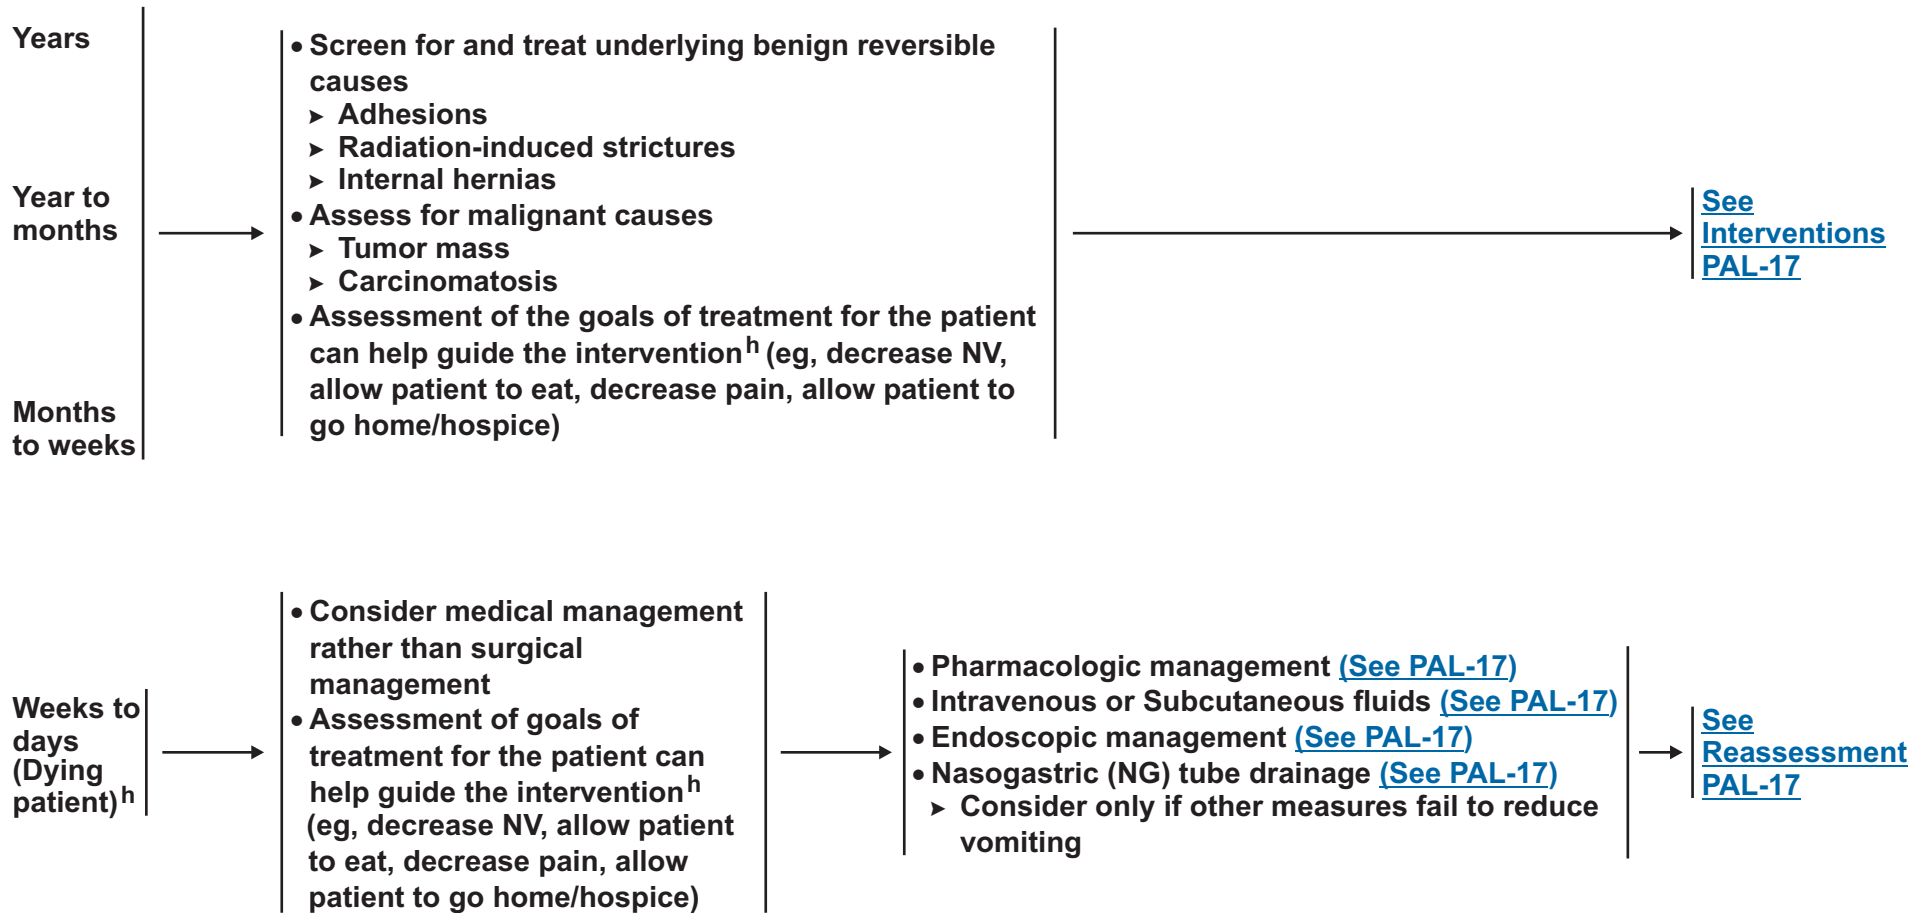 Years
Year to
months
Months
to weeks
• Screen for and treat underlying benign reversible
causes
➤ Adhesions
➤ Radiation-induced strictures
➤ Internal hernias
• Assess for malignant causes
➤ Tumor mass
➤ Carcinomatosis
• Assessment of the goals of treatment for the patient
can help guide the intervention h (eg, decrease NV,
allow patient to eat, decrease pain, allow patient to
go home/hospice)
See
Interventions
PAL-17
Weeks to
days
(Dying
patient) h
• Consider medical management
rather than surgical
management
• Assessment of goals of
treatment for the patient can
help guide the intervention h
(eg, decrease NV, allow patient
to eat, decrease pain, allow
patient to go home/hospice)
• Pharmacologic management (See PAL-17)
• Intravenous or Subcutaneous fluids (See PAL-17)
• Endoscopic management (See PAL-17)
• Nasogastric (NG) tube drainage (See PAL-17)
➤ Consider only if other measures fail to reduce
vomiting
See
Reassessment
PAL-17